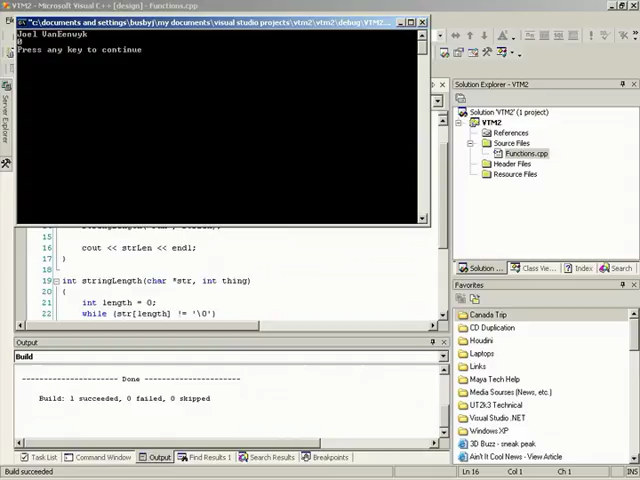 VTM2 - Microsoft Visual C++ [design] - Functions.cpp
"c:\documents and settings\busbyj\my documents\visual studio projects\vtm2\vtm2\debug\VTM2...
Joel VanEenwyk
0
Press any key to continue
Server Explorer
15
16 cout << strLen << endl;
17 }
18
19 int stringLength(char *str, int thing)
20 {
21 int length = 0;
22 while (str[length] != '\0')
Solution Explorer - VTM2
Solution 'VTM2' (1 project)
VTM2
References
Source Files
Functions.cpp
Header Files
Resource Files
Solution ...
Class Vie...
Index
Search
Favorites
Canada Trip
CD Duplication
Houdini
Laptops
Links
Maya Tech Help
Media Sources (News, etc.)
UT2k3 Technical
Visual Studio .NET
Windows XP
3D Buzz - sneak peak
Ain't It Cool News - View Article
Output
Build
---------------------- Done ----------------------
Build: 1 succeeded, 0 failed, 0 skipped
Task List
Command Window
Output
Find Results 1
Search Results
Breakpoints
Build succeeded
Ln 16 Col 1 Ch 1 INS